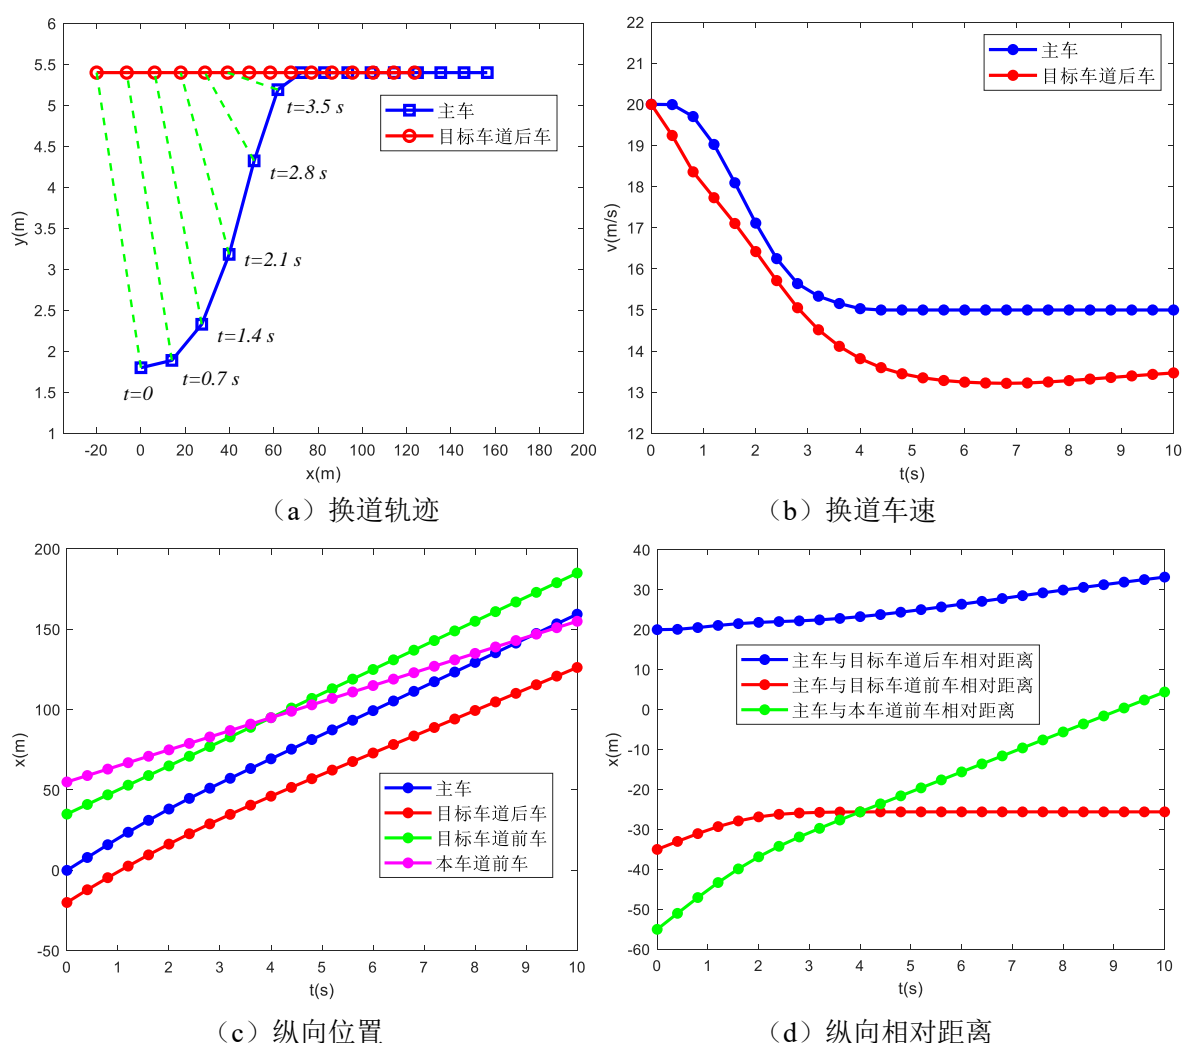 6
5.5
5
4.5
4
3.5
3
2.5
2
1.5
1
y(m)
-20 0 20 40 60 80 100 120 140 160 180 200
x(m)
主车
目标车道后车
t=3.5 s
t=2.8 s
t=2.1 s
t=1.4 s
t=0.7 s
t=0
（a）换道轨迹
22
21
20
19
18
17
16
15
14
13
12
v(m/s)
0 1 2 3 4 5 6 7 8 9 10
t(s)
主车
目标车道后车
（b）换道车速
200
150
100
50
0
-50
x(m)
0 1 2 3 4 5 6 7 8 9 10
t(s)
主车
目标车道后车
目标车道前车
本车道前车
（c）纵向位置
40
30
20
10
0
-10
-20
-30
-40
-50
-60
x(m)
0 1 2 3 4 5 6 7 8 9 10
t(s)
主车与目标车道后车相对距离
主车与目标车道前车相对距离
主车与本车道前车相对距离
（d）纵向相对距离